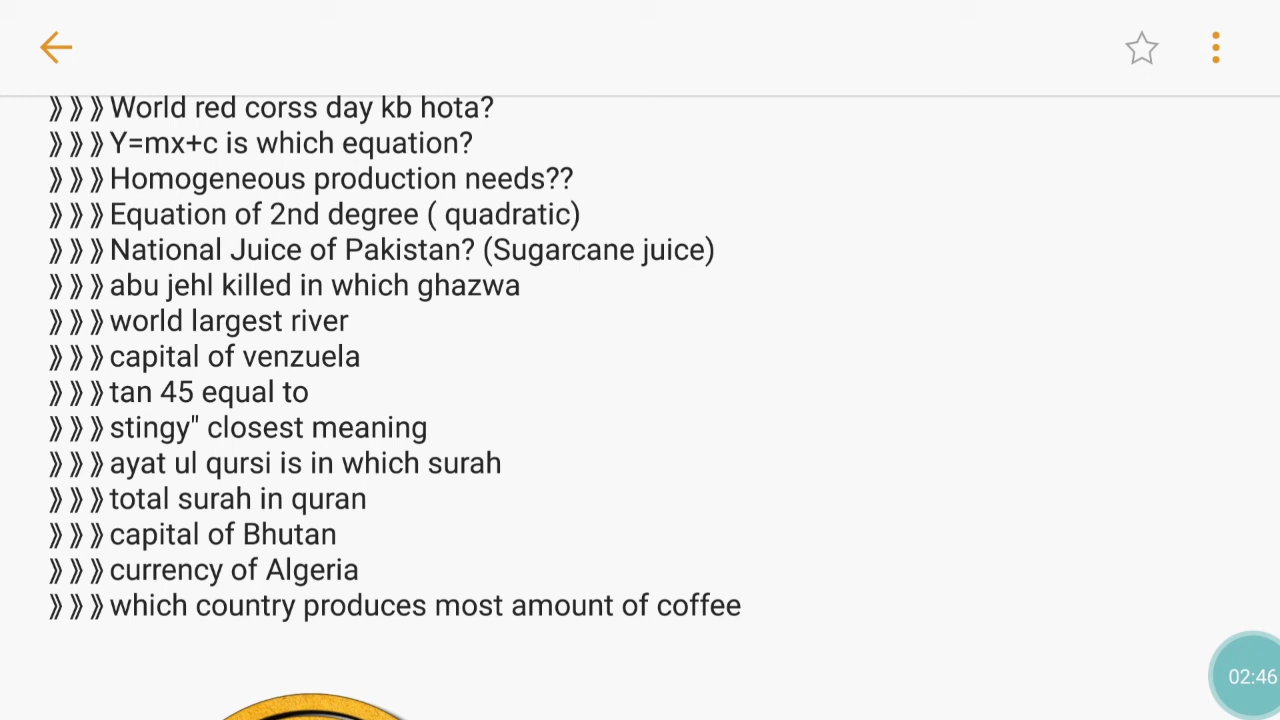 ⟫⟫⟫World red corss day kb hota?
⟫⟫⟫Y=mx+c is which equation?
⟫⟫⟫Homogeneous production needs??
⟫⟫⟫Equation of 2nd degree ( quadratic)
⟫⟫⟫National Juice of Pakistan? (Sugarcane juice)
⟫⟫⟫abu jehl killed in which ghazwa
⟫⟫⟫world largest river
⟫⟫⟫capital of venzuela
⟫⟫⟫tan 45 equal to
⟫⟫⟫stingy" closest meaning
⟫⟫⟫ayat ul qursi is in which surah
⟫⟫⟫total surah in quran
⟫⟫⟫capital of Bhutan
⟫⟫⟫currency of Algeria
⟫⟫⟫which country produces most amount of coffee
02:46